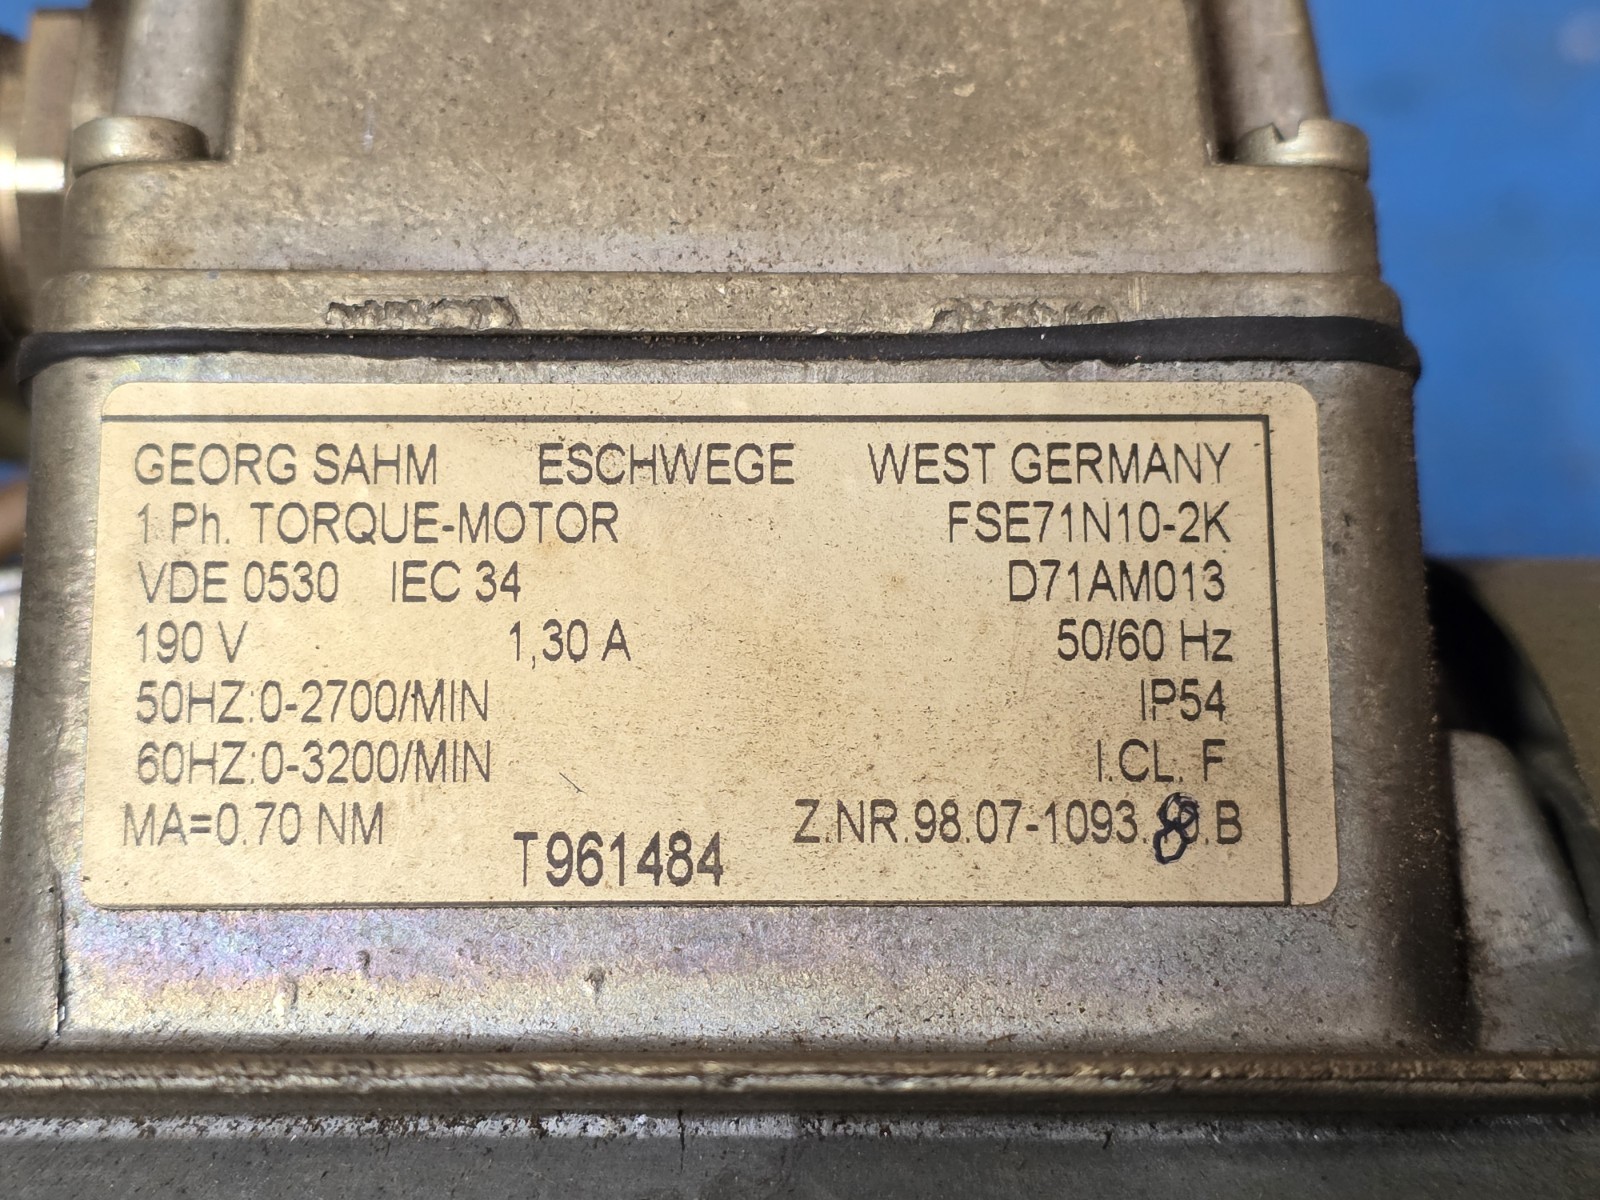 GEORG SAHM ESCHWEGE WEST GERMANY
1 Ph. TORQUE-MOTOR FSE71N10-2K
VDE 0530 IEC 34 D71AM013
190 V 1,30 A 50/60 Hz
50HZ:0-2700/MIN IP54
60HZ:0-3200/MIN I.CL. F
MA=0.70 NM Z.NR.98.07-1093.80.B
T961484